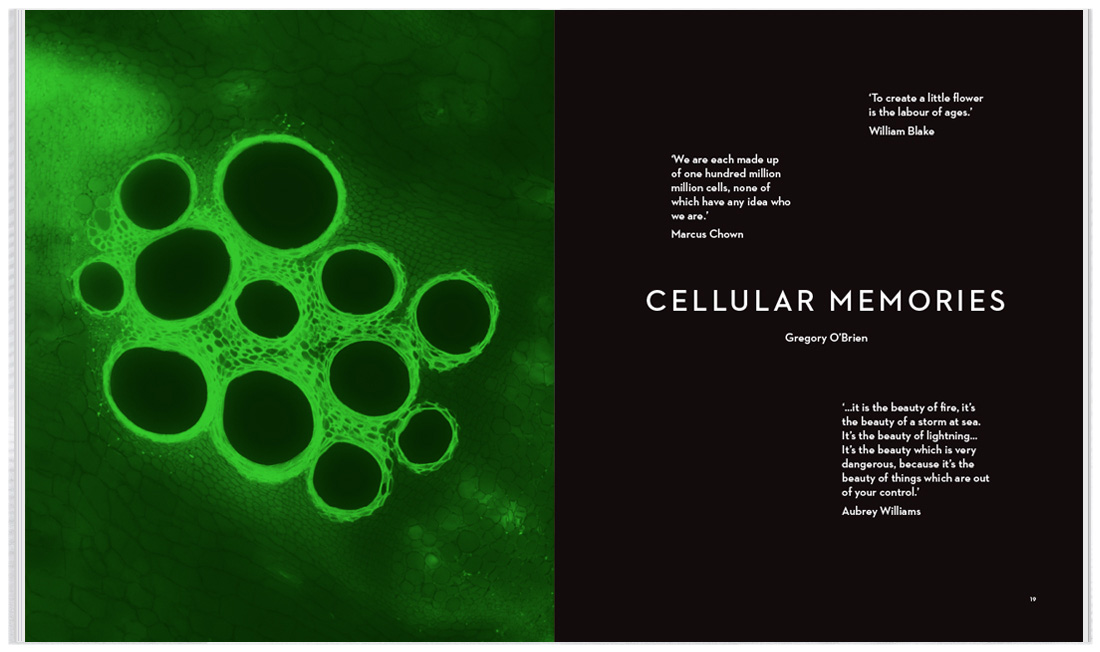 ‘To create a little flower
is the labour of ages.’
William Blake
‘We are each made up
of one hundred million
million cells, none of
which have any idea who
we are.’
Marcus Chown
CELLULAR MEMORIES
Gregory O’Brien
‘...it is the beauty of fire, it’s
the beauty of a storm at sea.
It’s the beauty of lightning...
It’s the beauty which is very
dangerous, because it’s the
beauty of things which are out
of your control.’
Aubrey Williams
19